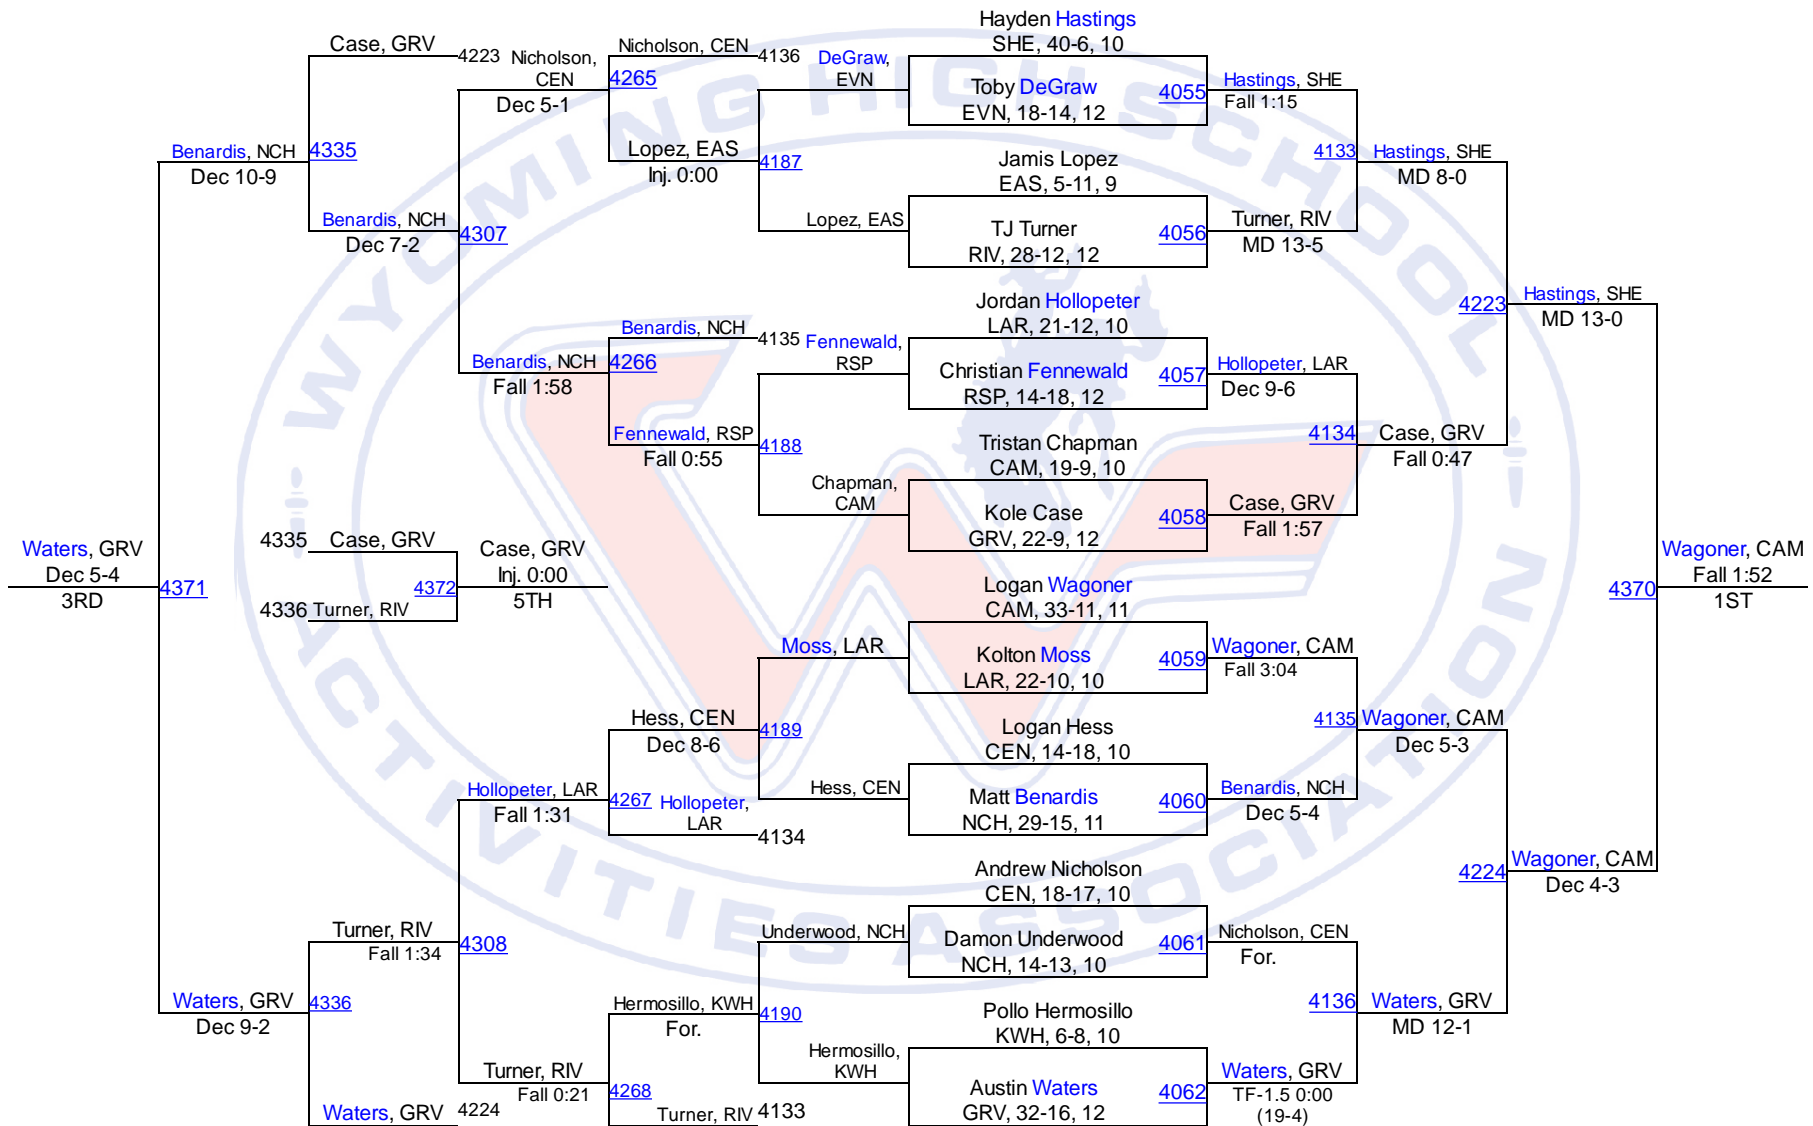 Case, GRV
4223
Nicholson,
CEN
Dec 5-1
Nicholson, CEN
4136
4265
Lopez, EAS
Inj. 0:00
DeGraw,
EVN
4187
Lopez, EAS
Hayden Hastings
SHE, 40-6, 10
Toby DeGraw
EVN, 18-14, 12
4055
Hastings, SHE
Fall 1:15
Jamis Lopez
EAS, 5-11, 9
TJ Turner
RIV, 28-12, 12
4056
Turner, RIV
MD 13-5
4133
Hastings, SHE
MD 8-0
Benardis, NCH
Dec 10-9
4335
Benardis, NCH
Dec 7-2
4307
Benardis, NCH
4135
Benardis, NCH
Fall 1:58
4266
Fennewald, RSP
Fall 0:55
Fennewald,
RSP
4188
Chapman,
CAM
Jordan Hollopeter
LAR, 21-12, 10
Christian Fennewald
RSP, 14-18, 12
4057
Hollopeter, LAR
Dec 9-6
Tristan Chapman
CAM, 19-9, 10
Kole Case
GRV, 22-9, 12
4058
Case, GRV
Fall 1:57
4134
Case, GRV
Fall 0:47
4223
Hastings, SHE
MD 13-0
Waters, GRV
Dec 5-4
3RD
4371
4335
Case, GRV
4336
Turner, RIV
4372
Case, GRV
Inj. 0:00
5TH
4370
Wagoner, CAM
Fall 1:52
1ST
Moss, LAR
Hess, CEN
Dec 8-6
4189
Hess, CEN
Logan Wagoner
CAM, 33-11, 11
Kolton Moss
LAR, 22-10, 10
4059
Wagoner, CAM
Fall 3:04
Logan Hess
CEN, 14-18, 10
Matt Benardis
NCH, 29-15, 11
4060
Benardis, NCH
Dec 5-4
4135
Wagoner, CAM
Dec 5-3
Hollopeter, LAR
Fall 1:31
4267
Hollopeter,
LAR
4134
4224
Wagoner, CAM
Dec 4-3
Turner, RIV
Fall 1:34
4308
Underwood, NCH
Andrew Nicholson
CEN, 18-17, 10
Damon Underwood
NCH, 14-13, 10
4061
Nicholson, CEN
For.
Waters, GRV
Dec 9-2
4336
Hermosillo, KWH
For.
4190
Hermosillo,
KWH
Pollo Hermosillo
KWH, 6-8, 10
Austin Waters
GRV, 32-16, 12
4062
Waters, GRV
TF-1.5 0:00
(19-4)
4136
Waters, GRV
MD 12-1
Turner, RIV
Fall 0:21
4268
Turner, RIV
4133
Waters, GRV
4224
WYOMING HIGH SCHOOL
ACTIVITIES ASSOCIATION